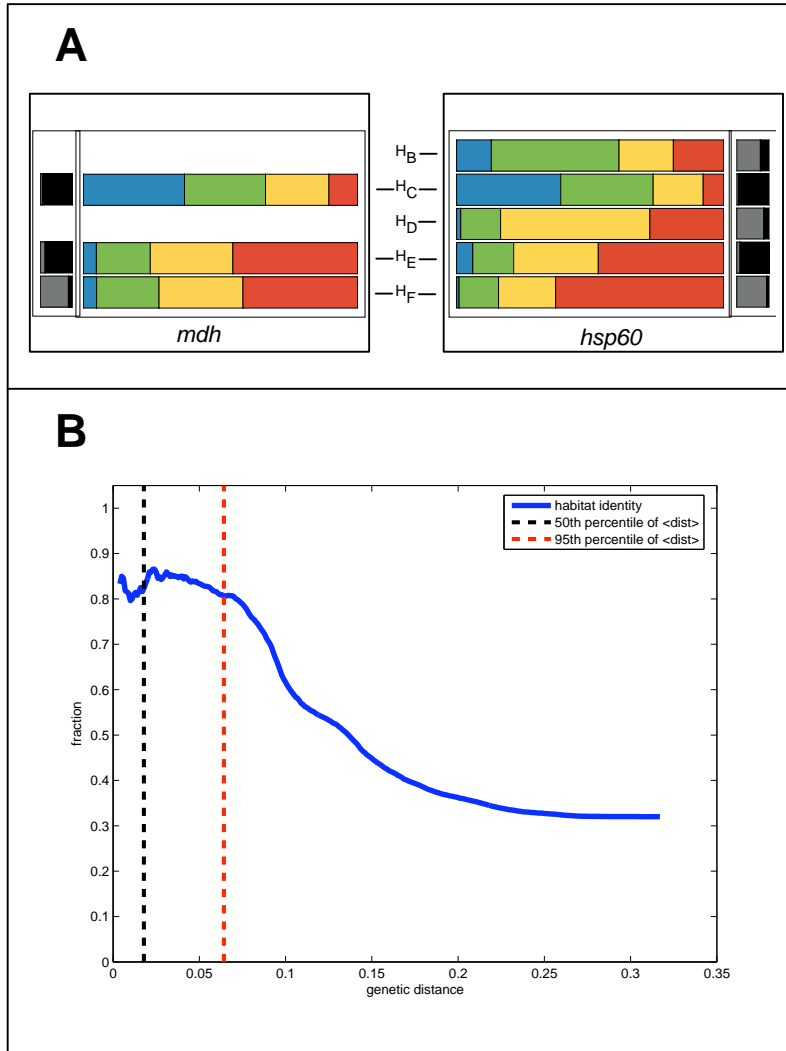 A
H_B
H_C
H_D
H_E
H_F
mdh
hsp60
B
habitat identity
50th percentile of <dist>
95th percentile of <dist>
1
0.9
0.8
0.7
0.6
0.5
0.4
0.3
0.2
0.1
0
fraction
0 0.05 0.1 0.15 0.2 0.25 0.3 0.35
genetic distance